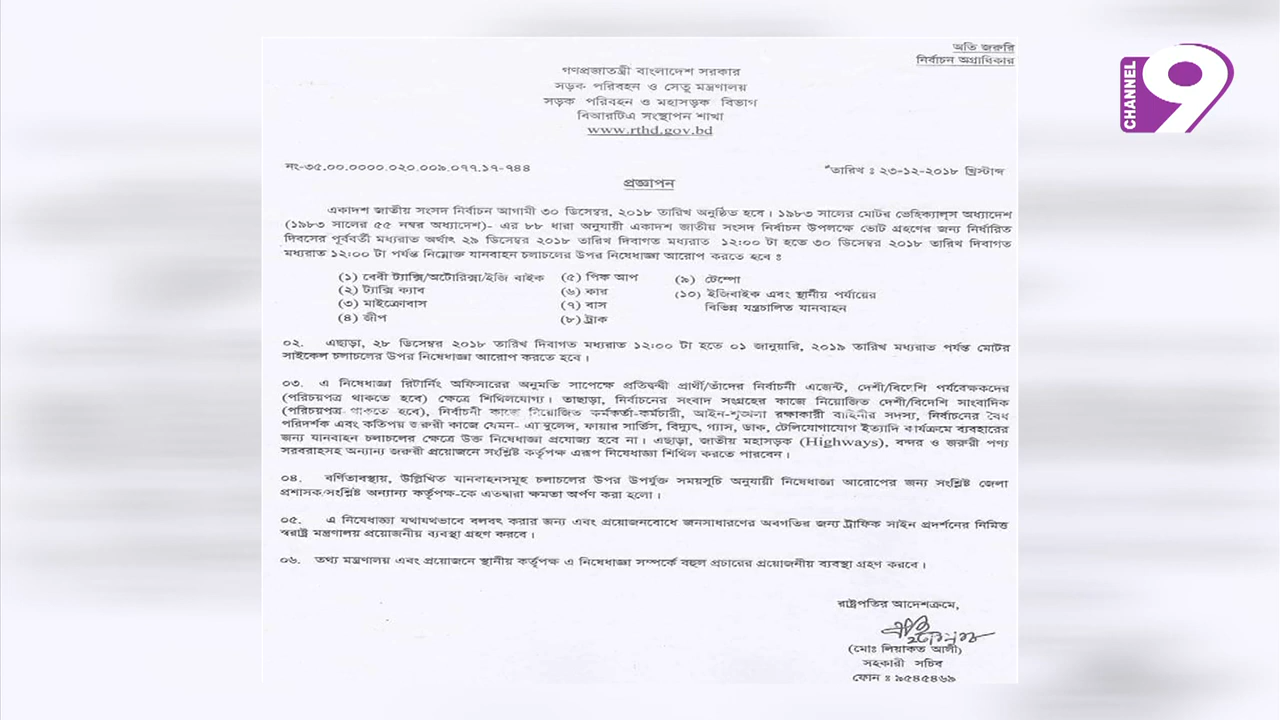 অতি জরুরি
নির্বাচন অগ্রাধিকার
CHANNEL 9
গণপ্রজাতন্ত্রী বাংলাদেশ সরকার
সড়ক পরিবহন ও সেতু মন্ত্রণালয়
সড়ক পরিবহন ও মহাসড়ক বিভাগ
বিআরটিএ সংস্থাপন শাখা
www.rthd.gov.bd
নং-৩৫.০০.০০০০.০২০.০০৯.০৭৭.১৭-৭৪৪
তারিখ : ২৩-১২-২০১৮ খ্রিস্টাব্দ
প্রজ্ঞাপন
একাদশ জাতীয় সংসদ নির্বাচন আগামী ৩০ ডিসেম্বর, ২০১৮ তারিখ অনুষ্ঠিত হবে। ১৯৮৩ সালের মোটর ভেহিক্যাল্স অধ্যাদেশ
(১৯৮৩ সালের ৫৫ নম্বর অধ্যাদেশ)- এর ৮৮ ধারা অনুযায়ী একাদশ জাতীয় সংসদ নির্বাচন উপলক্ষে ভোট গ্রহণের জন্য নির্ধারিত
দিবসের পূর্ববর্তী মধ্যরাত অর্থাৎ ২৯ ডিসেম্বর ২০১৮ তারিখ দিবাগত মধ্যরাত ১২:০০ টা হতে ৩০ ডিসেম্বর ২০১৮ তারিখ দিবাগত
মধ্যরাত ১২:০০ টা পর্যন্ত নিম্নোক্ত যানবাহন চলাচলের উপর নিষেধাজ্ঞা আরোপ করতে হবে :
(১) বেবী ট্যাক্সি/অটোরিক্সা/ইজি বাইক
(২) ট্যাক্সি ক্যাব
(৩) মাইক্রোবাস
(৪) জীপ
(৫) পিক আপ
(৬) কার
(৭) বাস
(৮) ট্রাক
(৯) টেম্পো
(১০) ইজিবাইক এবং স্থানীয় পর্যায়ের
বিভিন্ন যন্ত্রচালিত যানবাহন
০২. এছাড়া, ২৮ ডিসেম্বর ২০১৮ তারিখ দিবাগত মধ্যরাত ১২:০০ টা হতে ০১ জানুয়ারি, ২০১৯ তারিখ মধ্যরাত পর্যন্ত মোটর
সাইকেল চলাচলের উপর নিষেধাজ্ঞা আরোপ করতে হবে।
০৩. এ নিষেধাজ্ঞা রিটার্নিং অফিসারের অনুমতি সাপেক্ষে প্রতিদ্বন্দ্বী প্রার্থী/তাঁদের নির্বাচনী এজেন্ট, দেশী/বিদেশি পর্যবেক্ষকদের
(পরিচয়পত্র থাকতে হবে) ক্ষেত্রে শিথিলযোগ্য। তাছাড়া, নির্বাচনের সংবাদ সংগ্রহের কাজে নিয়োজিত দেশী/বিদেশি সাংবাদিক
(পরিচয়পত্র থাকতে হবে), নির্বাচনী কাজে নিয়োজিত কর্মকর্তা-কর্মচারী, আইন-শৃঙ্খলা রক্ষাকারী বাহিনীর সদস্য, নির্বাচনের বৈধ
পরিদর্শক এবং কতিপয় জরুরী কাজে যেমন- এ্যাম্বুলেন্স, ফায়ার সার্ভিস, বিদ্যুৎ, গ্যাস, ডাক, টেলিযোগাযোগ ইত্যাদি কার্যক্রমে ব্যবহারের
জন্য যানবাহন চলাচলের ক্ষেত্রে উক্ত নিষেধাজ্ঞা প্রযোজ্য হবে না। এছাড়া, জাতীয় মহাসড়ক (Highways), বন্দর ও জরুরী পণ্য
সরবরাহসহ অন্যান্য জরুরী প্রয়োজনে সংশ্লিষ্ট কর্তৃপক্ষ এরূপ নিষেধাজ্ঞা শিথিল করতে পারবেন।
০৪. বর্ণিতাবস্থায়, উল্লিখিত যানবাহনসমূহ চলাচলের উপর উপর্যুক্ত সময়সূচি অনুযায়ী নিষেধাজ্ঞা আরোপের জন্য সংশ্লিষ্ট জেলা
প্রশাসক/সংশ্লিষ্ট অন্যান্য কর্তৃপক্ষ-কে এতদ্বারা ক্ষমতা অর্পণ করা হলো।
০৫. এ নিষেধাজ্ঞা যথাযথভাবে বলবৎ করার জন্য এবং প্রয়োজনবোধে জনসাধারণের অবগতির জন্য ট্রাফিক সাইন প্রদর্শনের নিমিত্ত
স্বরাষ্ট্র মন্ত্রণালয় প্রয়োজনীয় ব্যবস্থা গ্রহণ করবে।
০৬. তথ্য মন্ত্রণালয় এবং প্রয়োজনে স্থানীয় কর্তৃপক্ষ এ নিষেধাজ্ঞা সম্পর্কে বহুল প্রচারের প্রয়োজনীয় ব্যবস্থা গ্রহণ করবে।
রাষ্ট্রপতির আদেশক্রমে,
(মোঃ লিয়াকত আলী)
সহকারী সচিব
ফোন : ৯৫৪৫৪৬৯